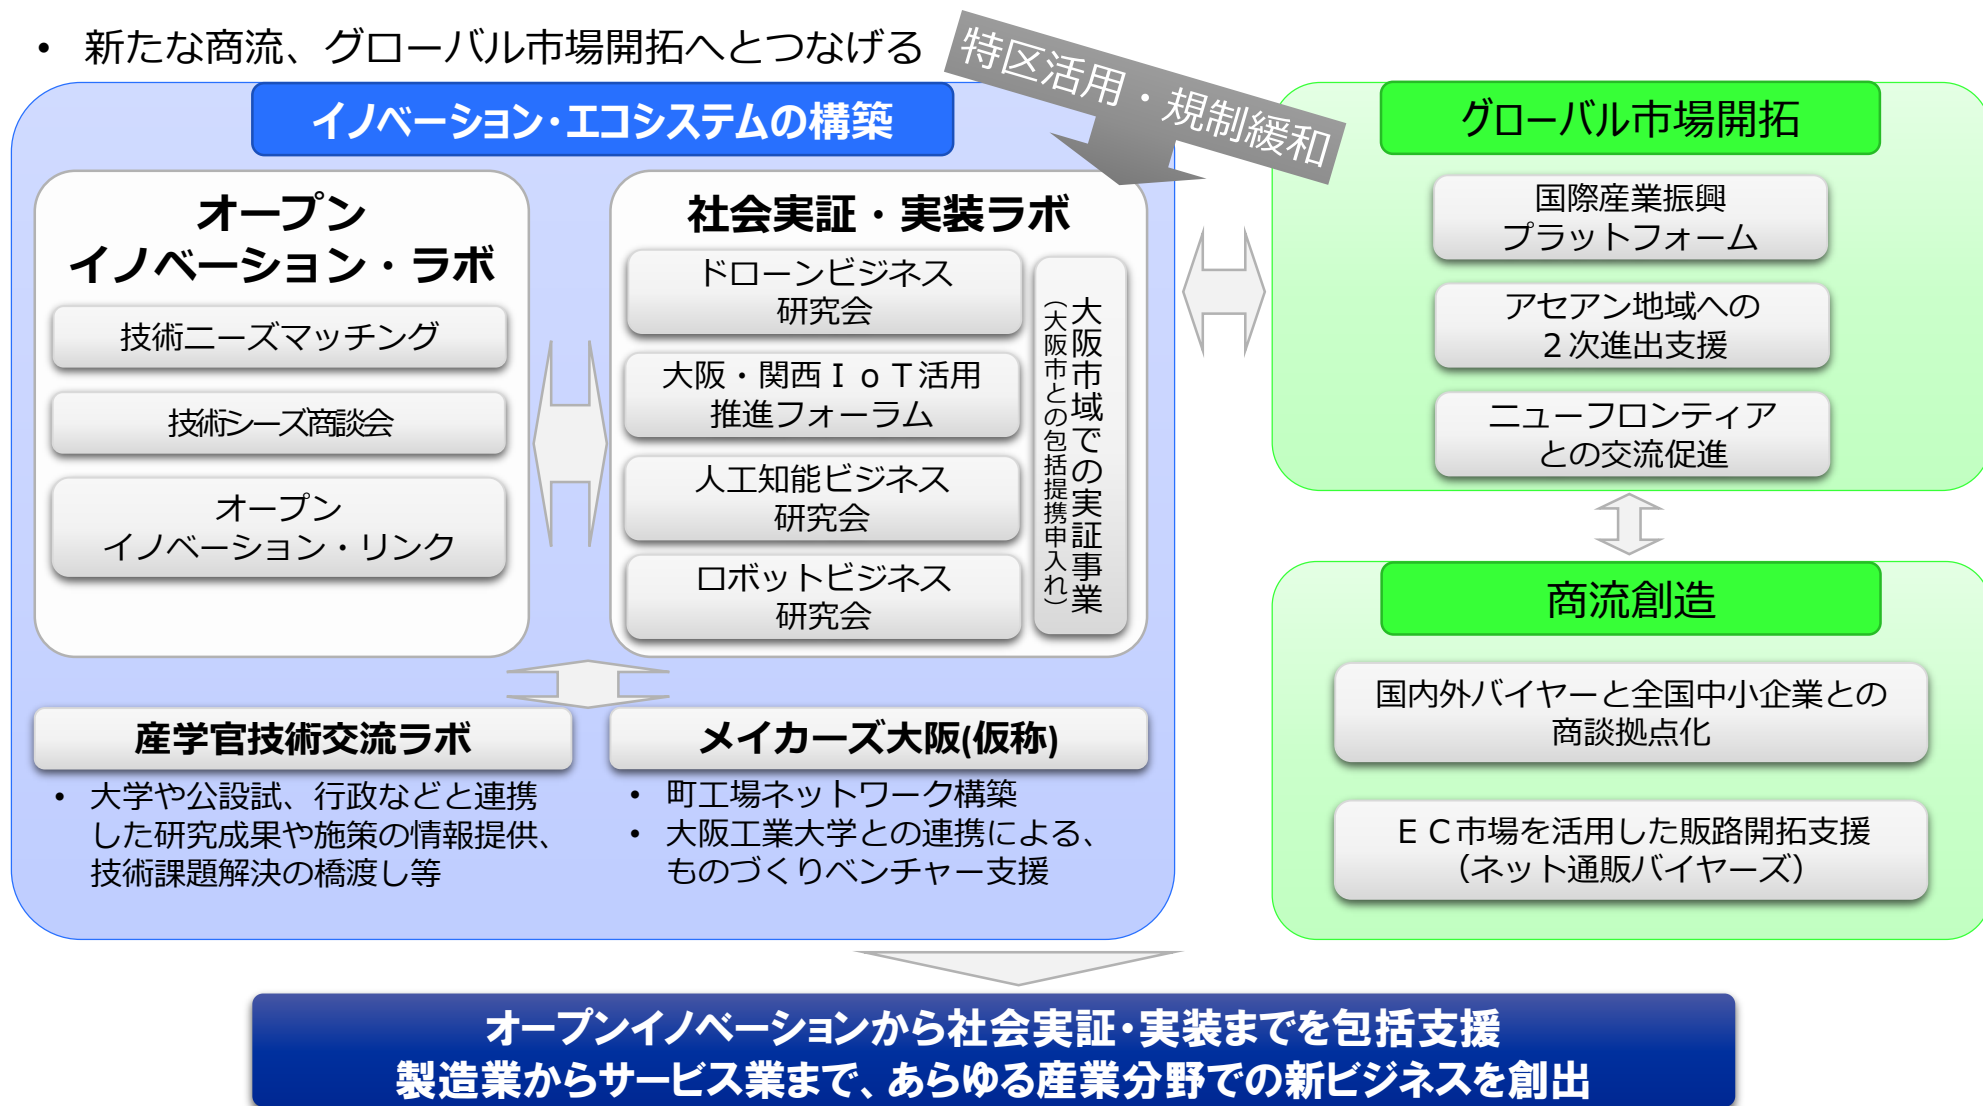 • 新たな商流、グローバル市場開拓へとつなげる
特区活用・規制緩和
イノベーション・エコシステムの構築
オープン
イノベーション・ラボ
技術ニーズマッチング
技術シーズ商談会
オープン
イノベーション・リンク
社会実証・実装ラボ
ドローンビジネス
研究会
大阪・関西ＩｏＴ活用
推進フォーラム
人工知能ビジネス
研究会
ロボットビジネス
研究会
大阪市域での実証事業
（大阪市との包括提携申入れ）
産学官技術交流ラボ
• 大学や公設試、行政などと連携
した研究成果や施策の情報提供、
技術課題解決の橋渡し等
メイカーズ大阪(仮称)
• 町工場ネットワーク構築
• 大阪工業大学との連携による、
ものづくりベンチャー支援
グローバル市場開拓
国際産業振興
プラットフォーム
アセアン地域への
２次進出支援
ニューフロンティア
との交流促進
商流創造
国内外バイヤーと全国中小企業との
商談拠点化
ＥＣ市場を活用した販路開拓支援
（ネット通販バイヤーズ）
オープンイノベーションから社会実証・実装までを包括支援
製造業からサービス業まで、あらゆる産業分野での新ビジネスを創出